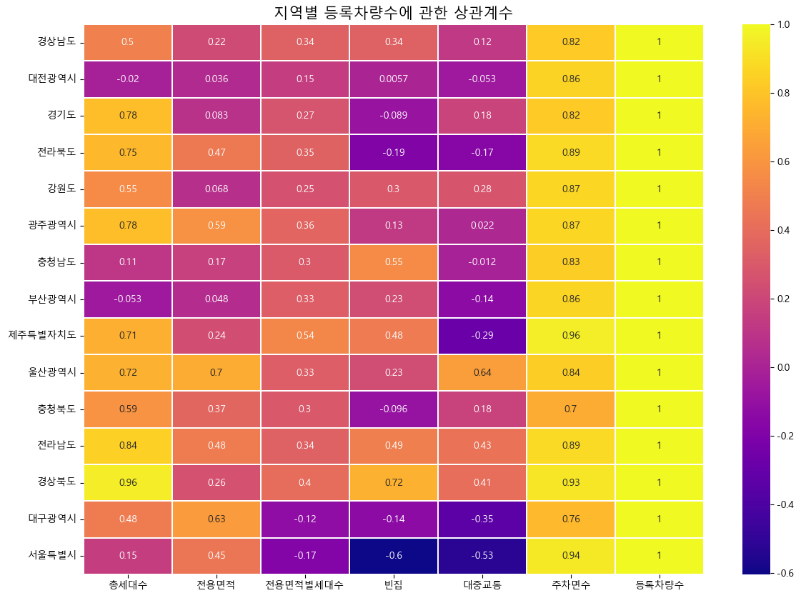 지역별 등록차량수에 관한 상관계수
경상남도 0.5 0.22 0.34 0.34 0.12 0.82 1
대전광역시 -0.02 0.036 0.15 0.0057 -0.053 0.86 1
경기도 0.78 0.083 0.27 -0.089 0.18 0.82 1
전라북도 0.75 0.47 0.35 -0.19 -0.17 0.89 1
강원도 0.55 0.068 0.25 0.3 0.28 0.87 1
광주광역시 0.78 0.59 0.36 0.13 0.022 0.87 1
충청남도 0.11 0.17 0.3 0.55 -0.012 0.83 1
부산광역시 -0.053 0.048 0.33 0.23 -0.14 0.86 1
제주특별자치도 0.71 0.24 0.54 0.48 -0.29 0.96 1
울산광역시 0.72 0.7 0.33 0.23 0.64 0.84 1
충청북도 0.59 0.37 0.3 -0.096 0.18 0.7 1
전라남도 0.84 0.48 0.34 0.49 0.43 0.89 1
경상북도 0.96 0.26 0.4 0.72 0.41 0.93 1
대구광역시 0.48 0.63 -0.12 -0.14 -0.35 0.76 1
서울특별시 0.15 0.45 -0.17 -0.6 -0.53 0.94 1
총세대수 전용면적 전용면적별세대수 빈집 대중교통 주차면수 등록차량수
1.0
0.8
0.6
0.4
0.2
0.0
-0.2
-0.4
-0.6